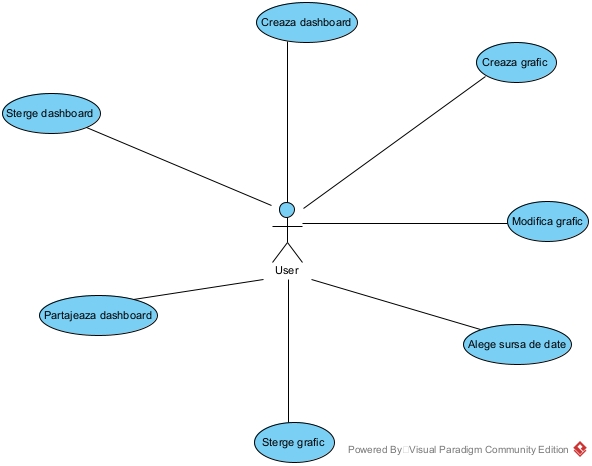 Creaza dashboard
Creaza grafic
Sterge dashboard
Modifica grafic
User
Partajeaza dashboard
Alege sursa de date
Sterge grafic
Powered By Visual Paradigm Community Edition